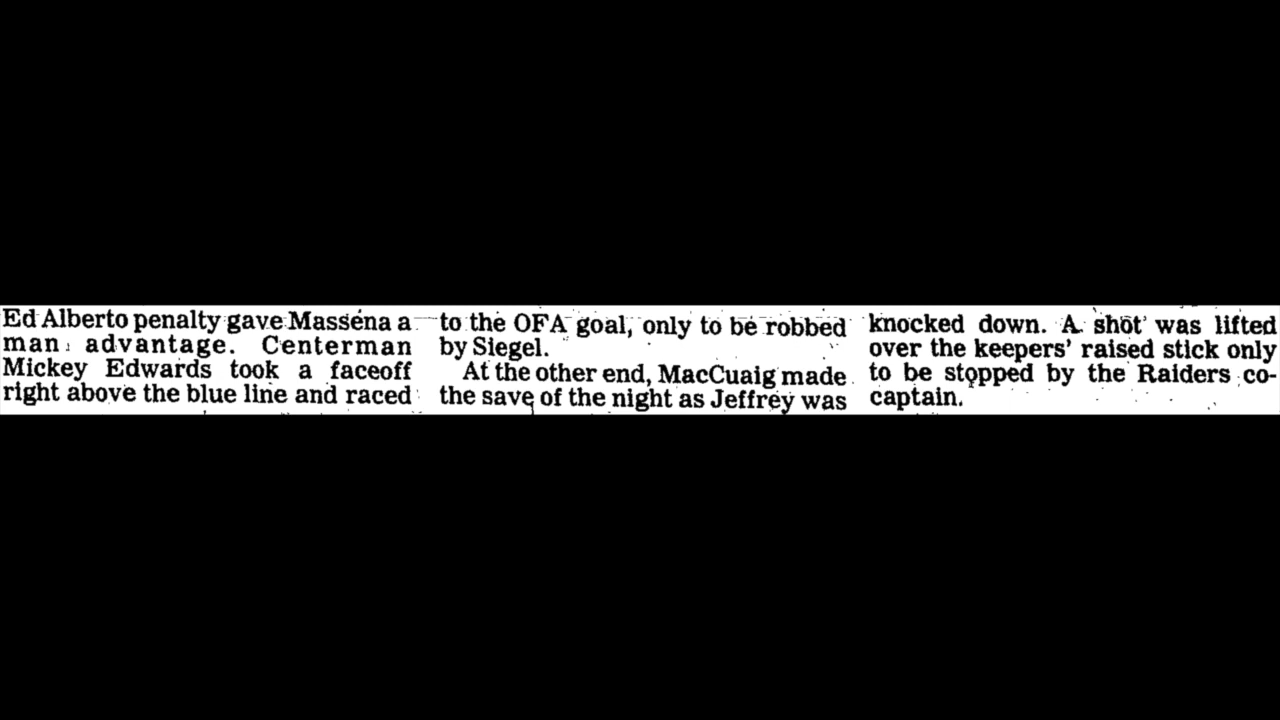 Ed Alberto penalty gave Massena a
man advantage. Centerman
Mickey Edwards took a faceoff
right above the blue line and raced
to the OFA goal, only to be robbed
by Siegel.
At the other end, MacCuaig made
the save of the night as Jeffrey was
knocked down. A shot was lifted
over the keepers' raised stick only
to be stopped by the Raiders co-
captain.